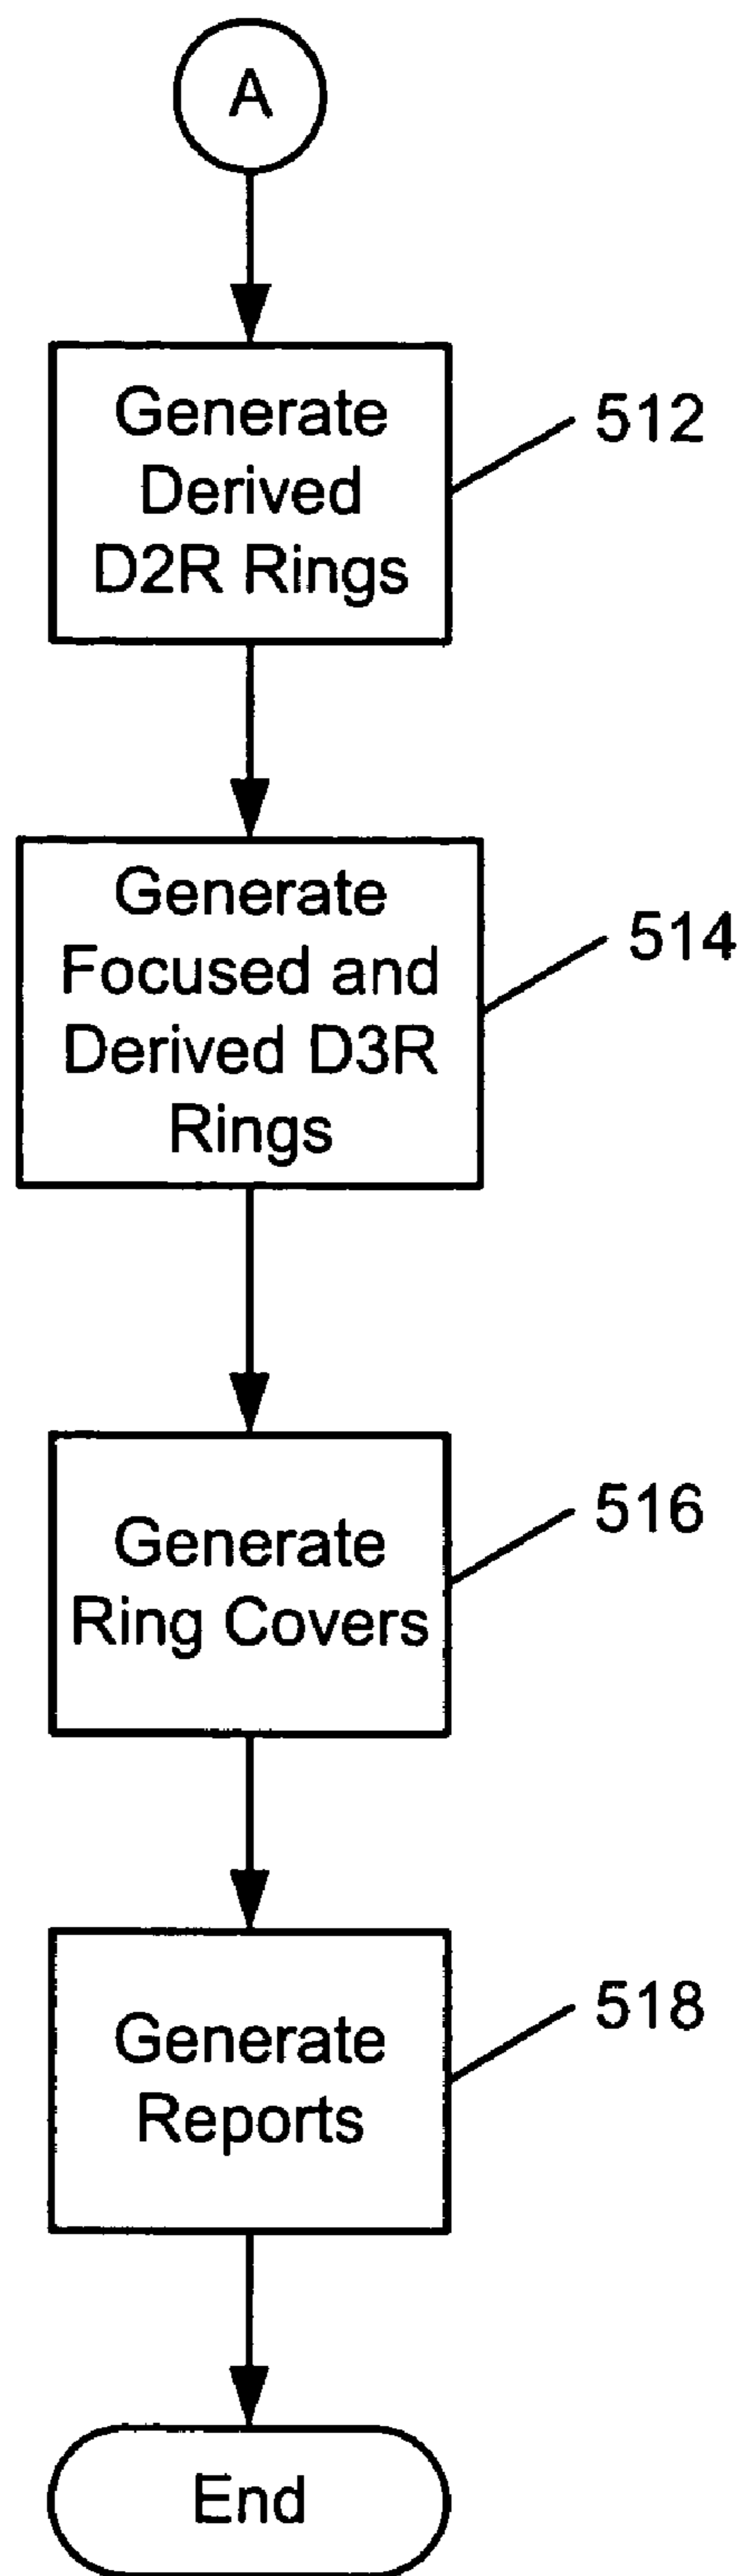 A
Generate
Derived
D2R Rings
512
Generate
Focused and
Derived D3R
Rings
514
Generate
Ring Covers
516
Generate
Reports
518
End